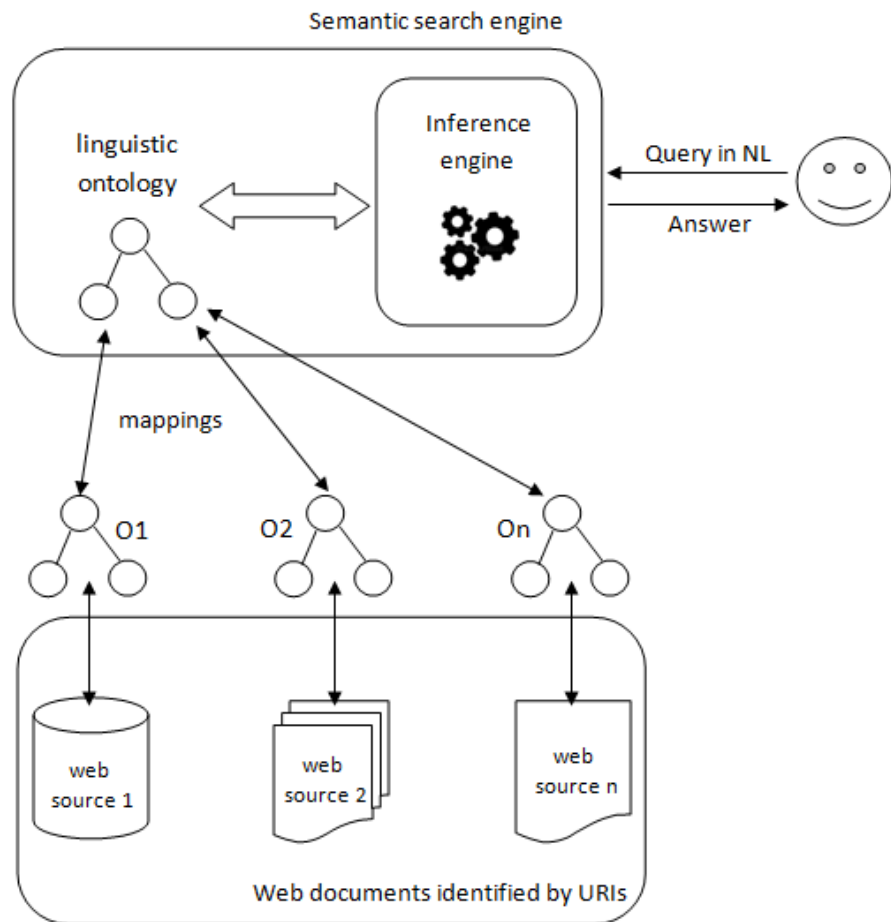 Semantic search engine
linguistic
ontology
Inference
engine
Query in NL
Answer
mappings
O1
O2
On
web
source 1
web
source 2
web
source n
Web documents identified by URIs